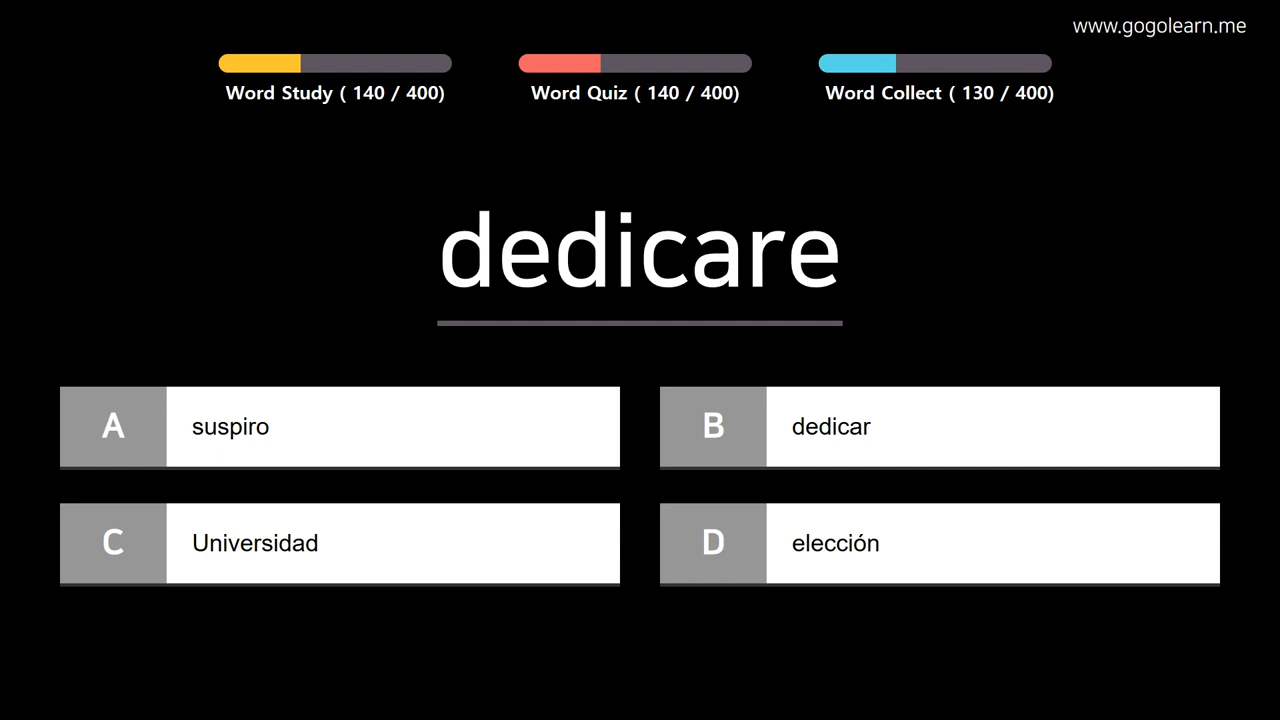 www.gogolearn.me
Word Study ( 140 / 400)
Word Quiz ( 140 / 400)
Word Collect ( 130 / 400)
dedicare
A suspiro
B dedicar
C Universidad
D elección